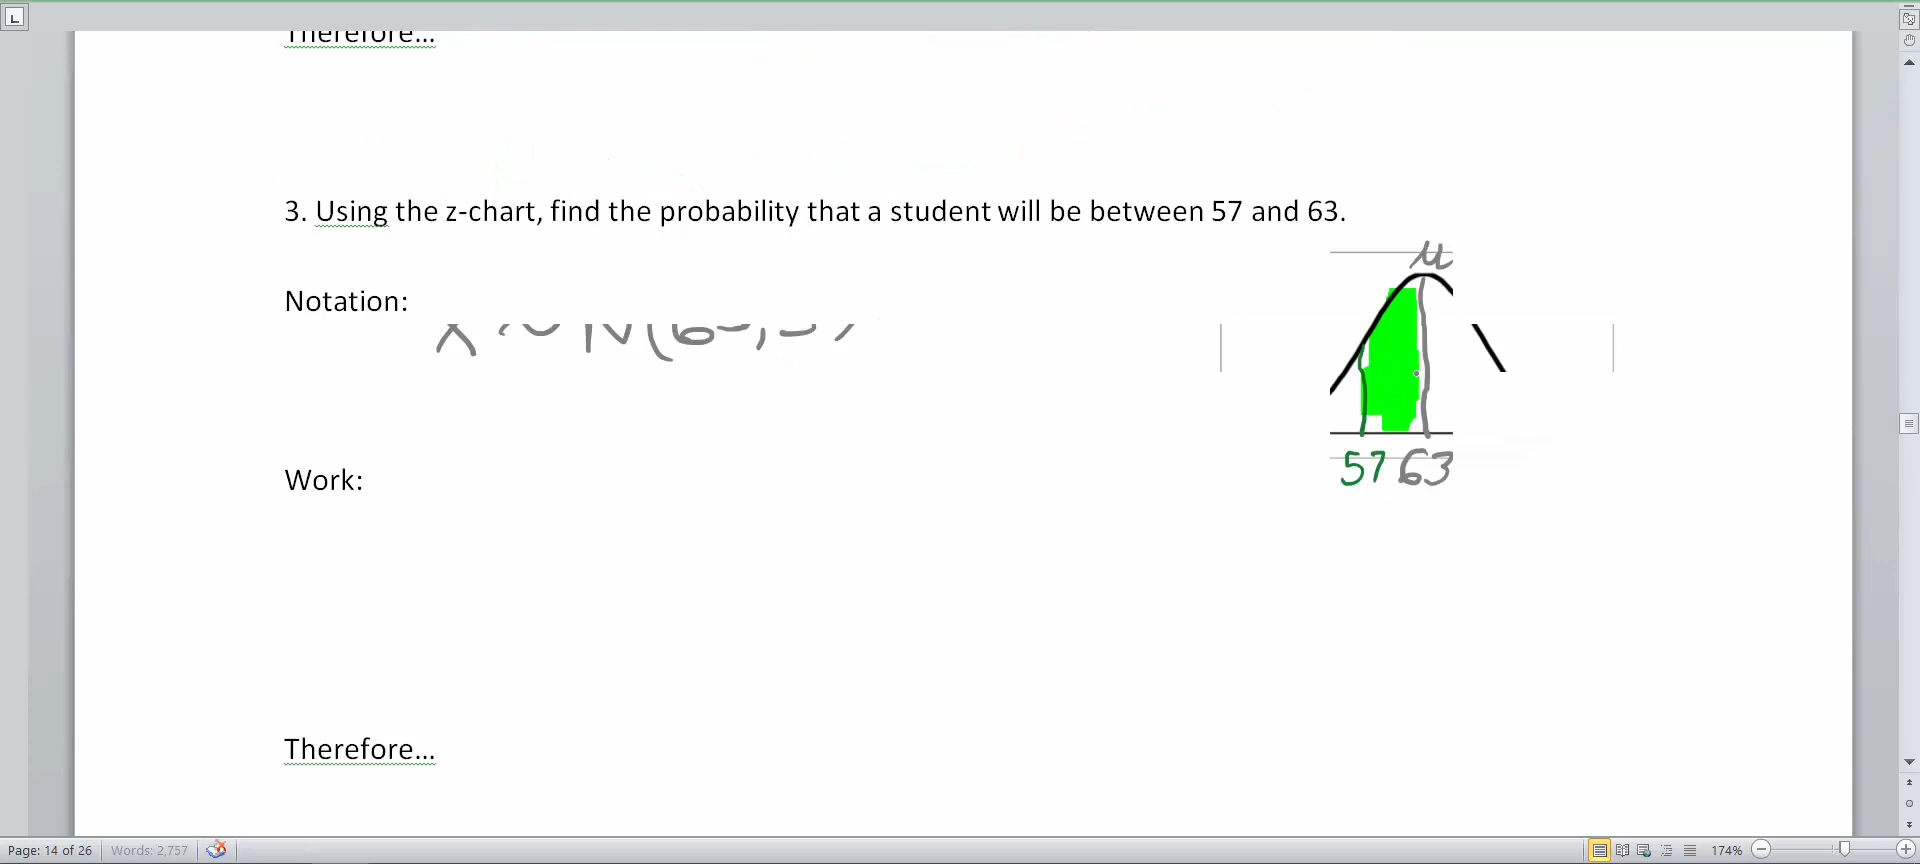 Therefore...
3. Using the z-chart, find the probability that a student will be between 57 and 63.
μ
Notation:
57 63
Work:
Therefore...
Page: 14 of 26 Words: 2,757 174%